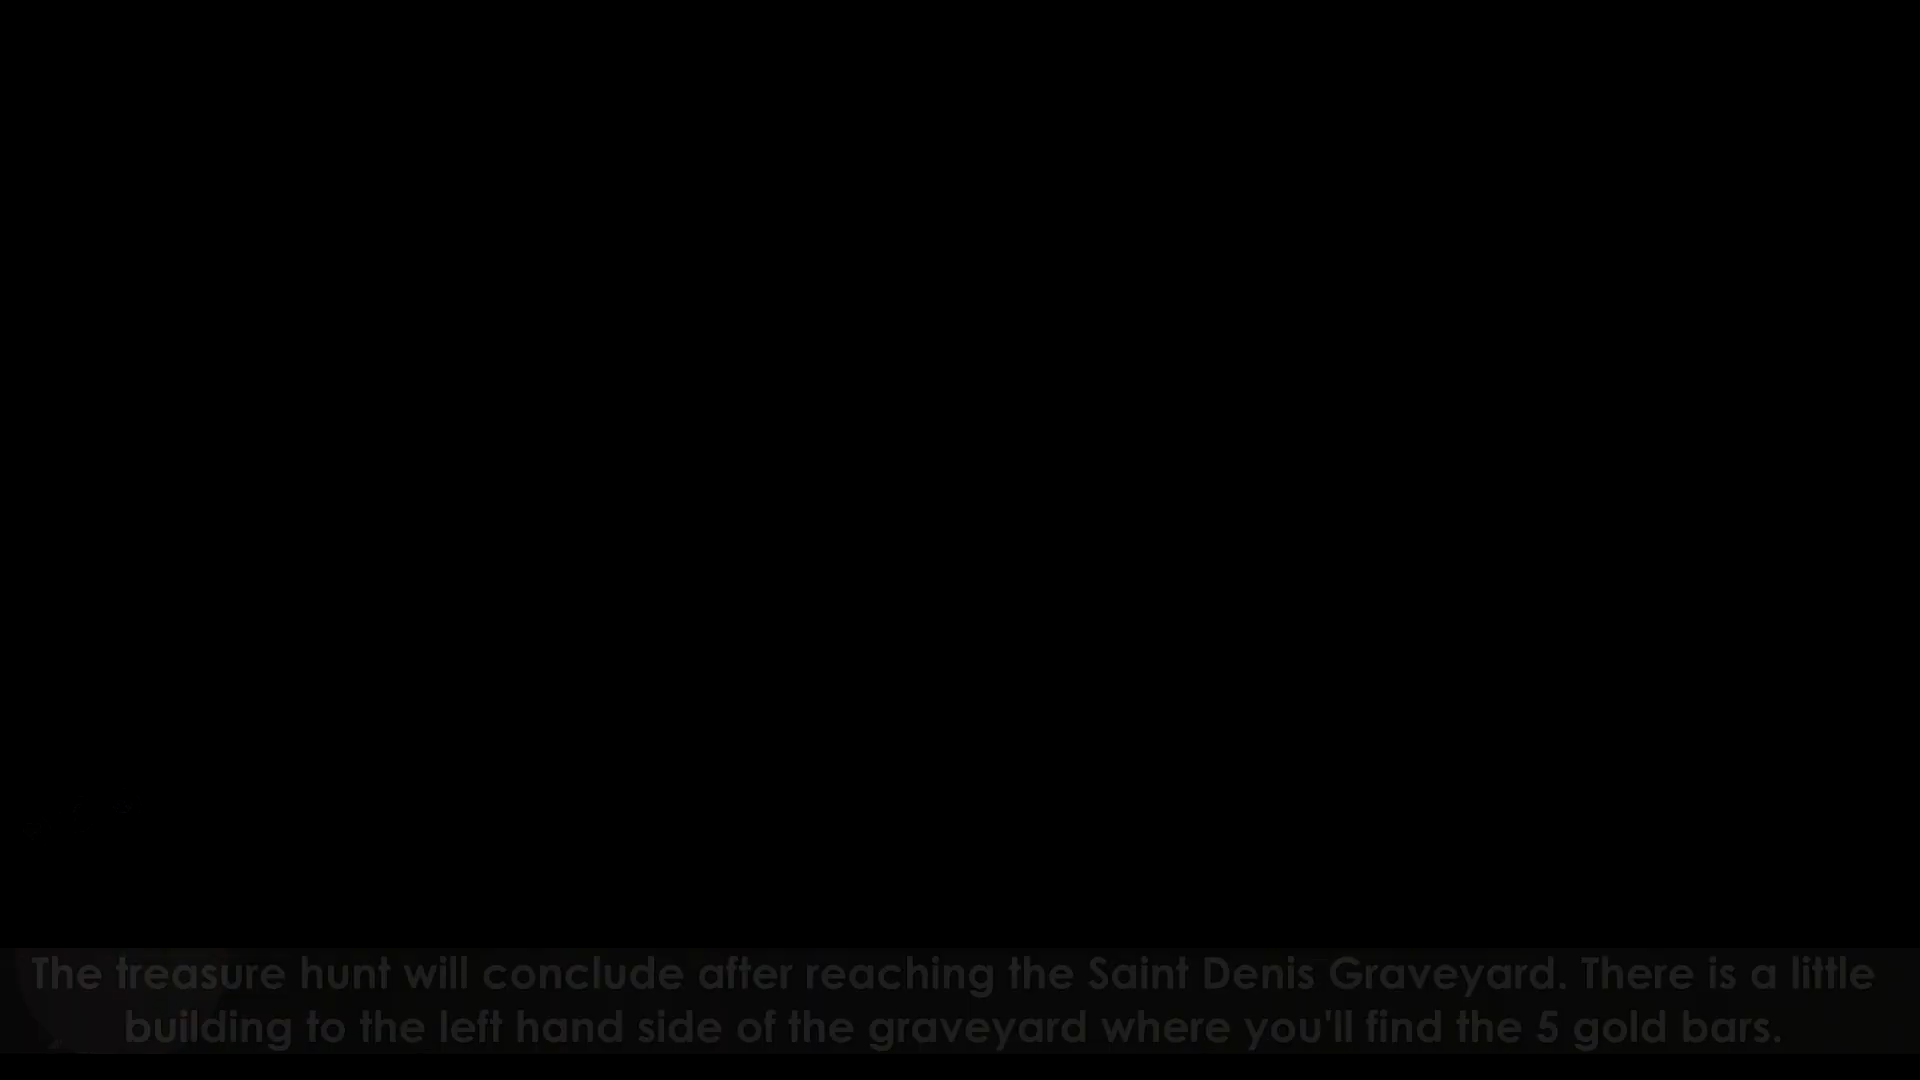 The treasure hunt will conclude after reaching the Saint Denis Graveyard. There is a little
building to the left hand side of the graveyard where you'll find the 5 gold bars.